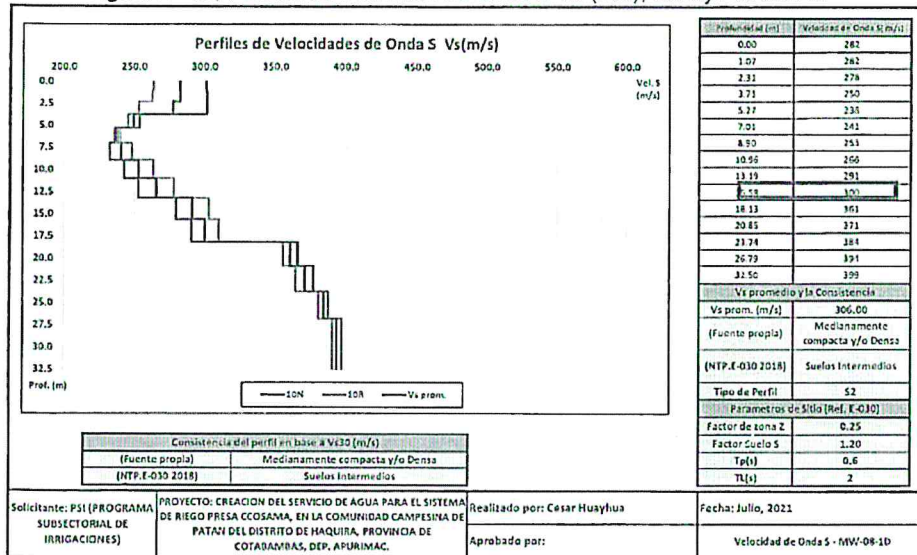 Perfiles de Velocidades de Onda S Vs(m/s)
200.0 250.0 300.0 350.0 400.0 450.0 500.0 550.0 600.0
Vel. S
(m/s)
0.0
2.5
5.0
7.5
10.0
12.5
15.0
17.5
20.0
22.5
25.0
27.5
30.0
32.5
Prof. (m)
10N 10R Vs prom.
Profundidad (m) Velocidad de Onda S( m/s)
0.00 282
1.07 282
2.31 278
3.71 250
5.27 238
7.01 241
8.90 253
10.96 266
13.19 291
300
18.13 361
20.85 371
23.74 384
26.79 394
32.50 399
Vs promedio y la Consistencia
Vs prom. (m/s) 306.00
(Fuente propia) Medianamente compacta y/o Densa
(NTP.E-030 2018) Suelos Intermedios
Tipo de Perfil S2
Parametros de Sitio (Ref. E-030)
Factor de zona Z 0.25
Factor Suelo S 1.20
Tp(s) 0.6
TL(s) 2
Consistencia del perfil en base a Vs30 (m/s)
(Fuente propia) Medianamente compacta y/o Densa
(NTP.E-030 2018) Suelos Intermedios
Solicitante: PSI (PROGRAMA
SUBSECTORIAL DE
IRRIGACIONES)
PROYECTO: CREACION DEL SERVICIO DE AGUA PARA EL SISTEMA
DE RIEGO PRESA CCOSAMA, EN LA COMUNIDAD CAMPESINA DE
PATAN DEL DISTRITO DE HAQUIRA, PROVINCIA DE
COTABAMBAS, DEP. APURIMAC.
Realizado por: Cesar Huayhua
Aprobado por:
Fecha: Julio, 2021
Velocidad de Onda S - MW-08-1D